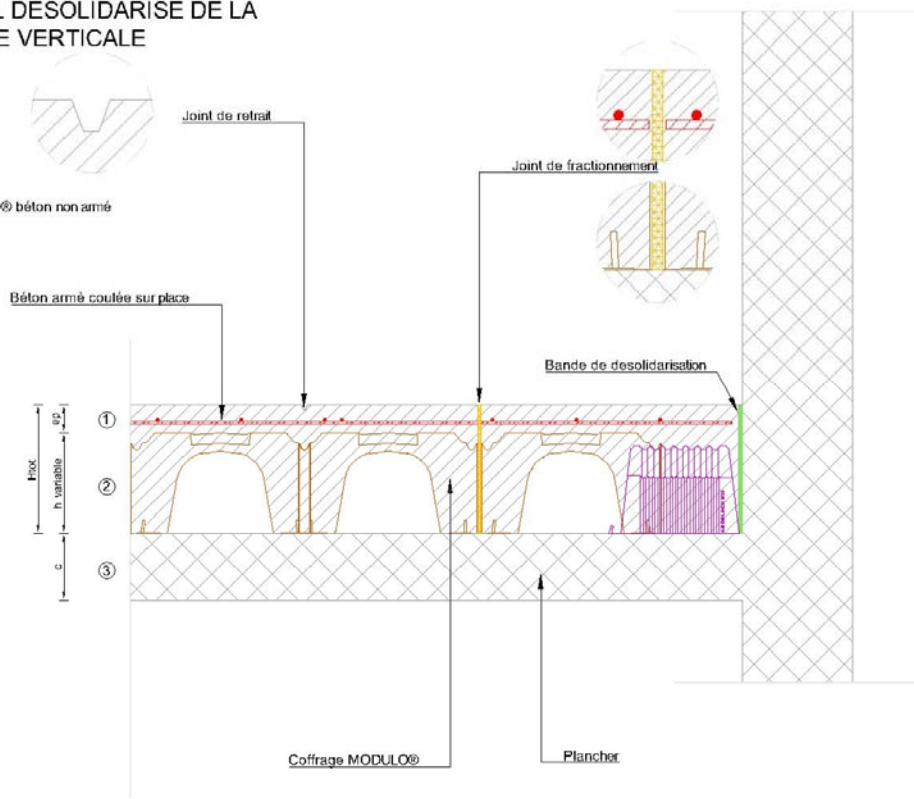 L DESOLIDARISE DE LA
E VERTICALE
Joint de retrait
Joint de fractionnement
® béton non armé
Béton armè coulée sur place
Bande de desolidarisation
ep
1
Htot
h variable
2
c
3
Coffrage MODULO®
Plancher